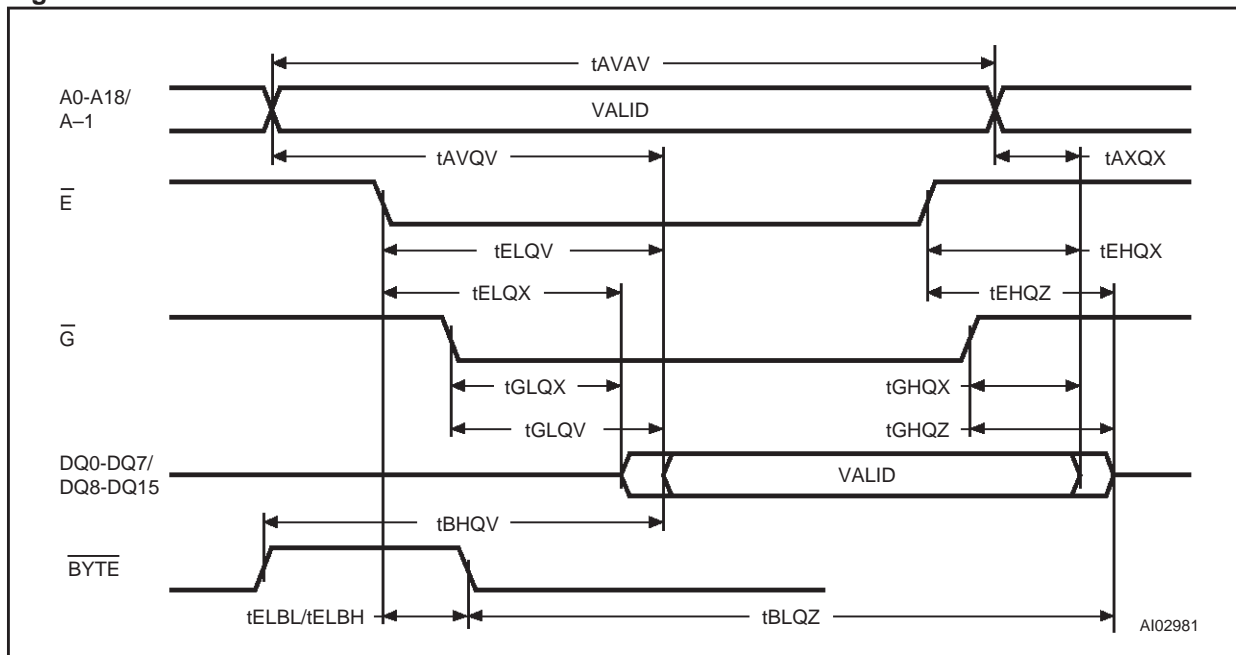 tAVAV
A0-A18/
A–1
VALID
tAVQV
tAXQX
E
tELQV
tEHQX
tELQX
tEHQZ
G
tGLQX
tGHQX
tGLQV
tGHQZ
DQ0-DQ7/
DQ8-DQ15
VALID
tBHQV
BYTE
tELBL/tELBH
tBLQZ
AI02981